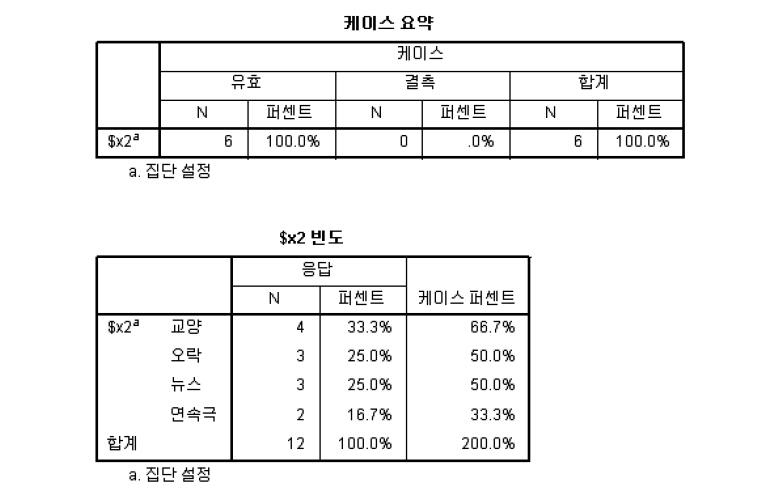 케이스 요약
케이스
유효 결측 합계
N 퍼센트 N 퍼센트 N 퍼센트
$x2a 6 100.0% 0 .0% 6 100.0%
a. 집단 설정
$x2 빈도
응답
N 퍼센트 케이스 퍼센트
$x2a 교양 4 33.3% 66.7%
오락 3 25.0% 50.0%
뉴스 3 25.0% 50.0%
연속극 2 16.7% 33.3%
합계 12 100.0% 200.0%
a. 집단 설정